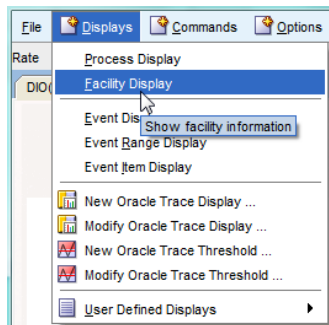 File Displays Commands Options
Rate
Process Display
DIO(
Facility Display
Event Dis
Show facility information
Event Range Display
Event Item Display
New Oracle Trace Display ...
Modify Oracle Trace Display ...
New Oracle Trace Threshold ...
Modify Oracle Trace Threshold ...
User Defined Displays